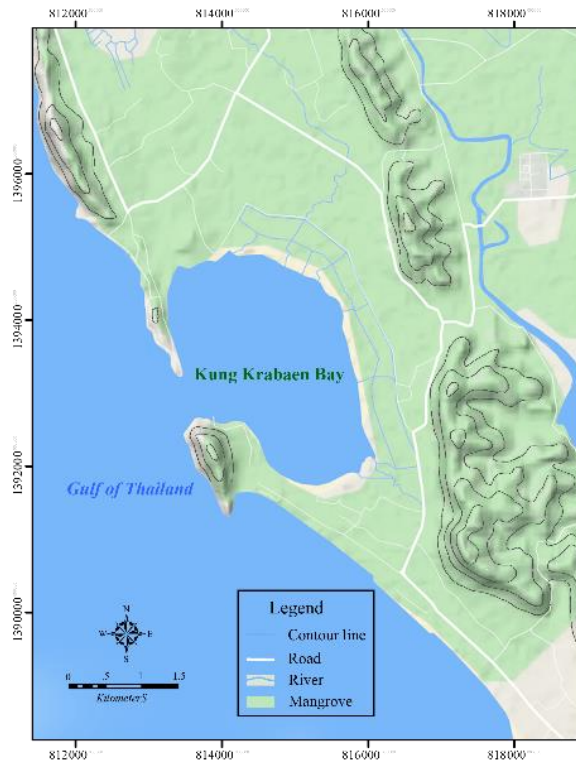 812000 814000 816000 818000
1396000
1394000
Kung Krabaen Bay
1392000
Gulf of Thailand
1390000
Legend
Contour line
Road
River
Mangrove
N
W E
S
0 .5 1 1.5
Kilometers
812000 814000 816000 818000